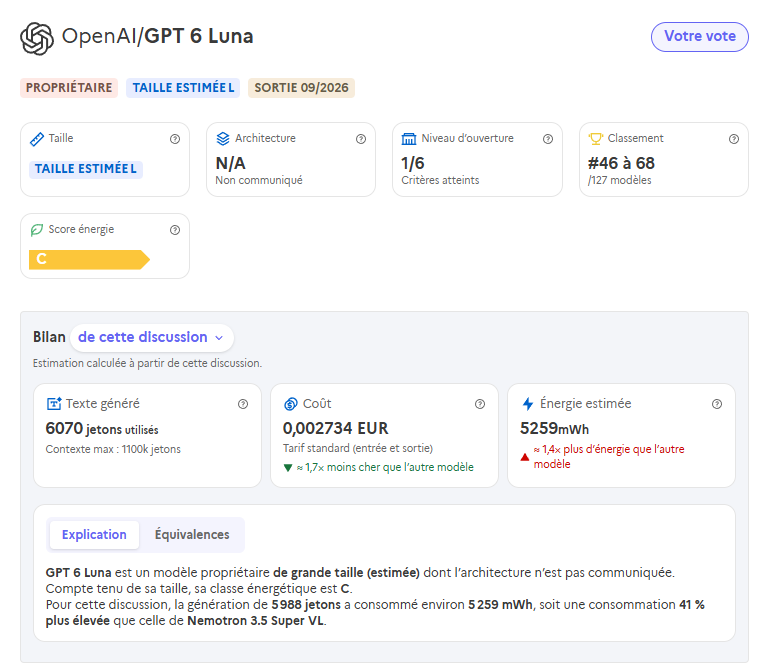 OpenAI/GPT 6 Luna
Votre vote
PROPRIÉTAIRE
TAILLE ESTIMÉE L
SORTIE 09/2026
Taille
TAILLE ESTIMÉE L
Architecture
N/A
Non communiqué
Niveau d'ouverture
1/6
Critères atteints
Classement
#46 à 68
/127 modèles
Score énergie
C
Bilan de cette discussion
Estimation calculée à partir de cette discussion.
Texte généré
6070 jetons utilisés
Contexte max : 1100k jetons
Coût
0,002734 EUR
Tarif standard (entrée et sortie)
≈ 1,7× moins cher que l'autre modèle
Énergie estimée
5259mWh
≈ 1,4× plus d'énergie que l'autre
modèle
Explication
Équivalences
GPT 6 Luna est un modèle propriétaire de grande taille (estimée) dont l'architecture n'est pas communiquée.
Compte tenu de sa taille, sa classe énergétique est C.
Pour cette discussion, la génération de 5 988 jetons a consommé environ 5 259 mWh, soit une consommation 41 %
plus élevée que celle de Nemotron 3.5 Super VL.